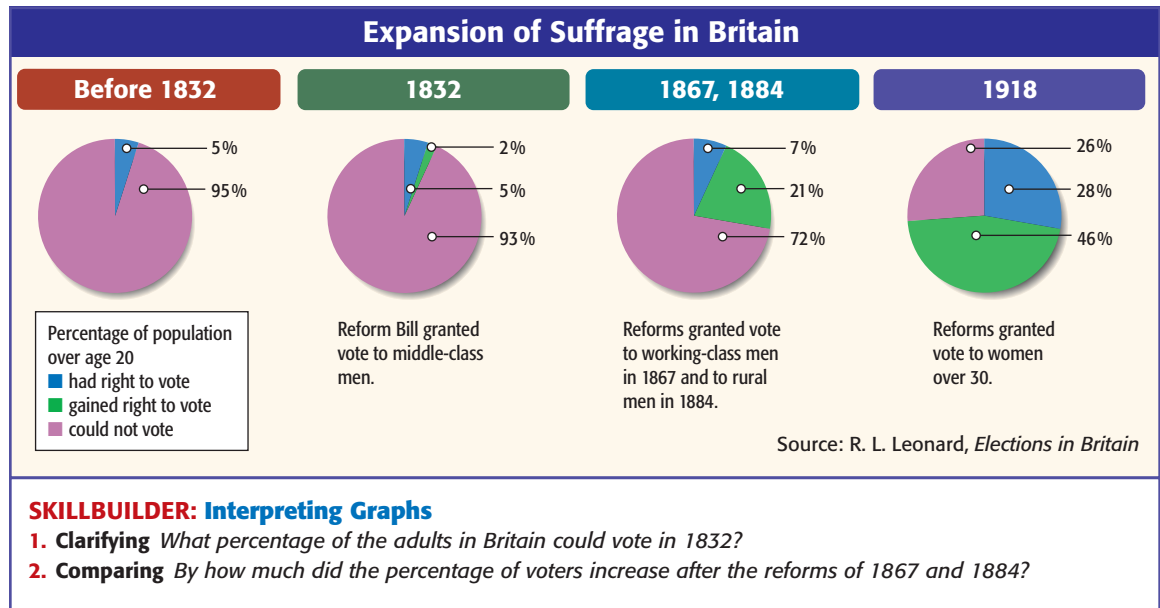 Expansion of Suffrage in Britain
Before 1832
5%
95%
1832
2%
5%
93%
1867, 1884
7%
21%
72%
1918
26%
28%
46%
Percentage of population
over age 20
had right to vote
gained right to vote
could not vote
Reform Bill granted
vote to middle-class
men.
Reforms granted vote
to working-class men
in 1867 and to rural
men in 1884.
Reforms granted
vote to women
over 30.
Source: R. L. Leonard, Elections in Britain
SKILLBUILDER: Interpreting Graphs
1. Clarifying What percentage of the adults in Britain could vote in 1832?
2. Comparing By how much did the percentage of voters increase after the reforms of 1867 and 1884?